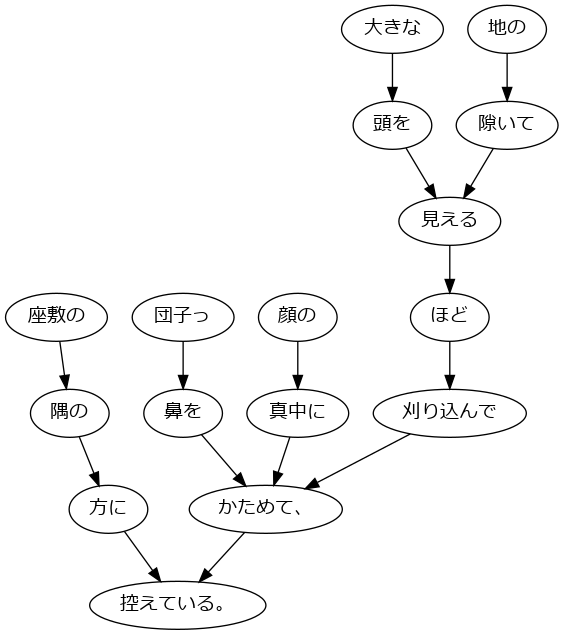 大きな
地の
頭を
隙いて
見える
座敷の
団子っ
顔の
ほど
隅の
鼻を
真中に
刈り込んで
方に
かためて、
控えている。